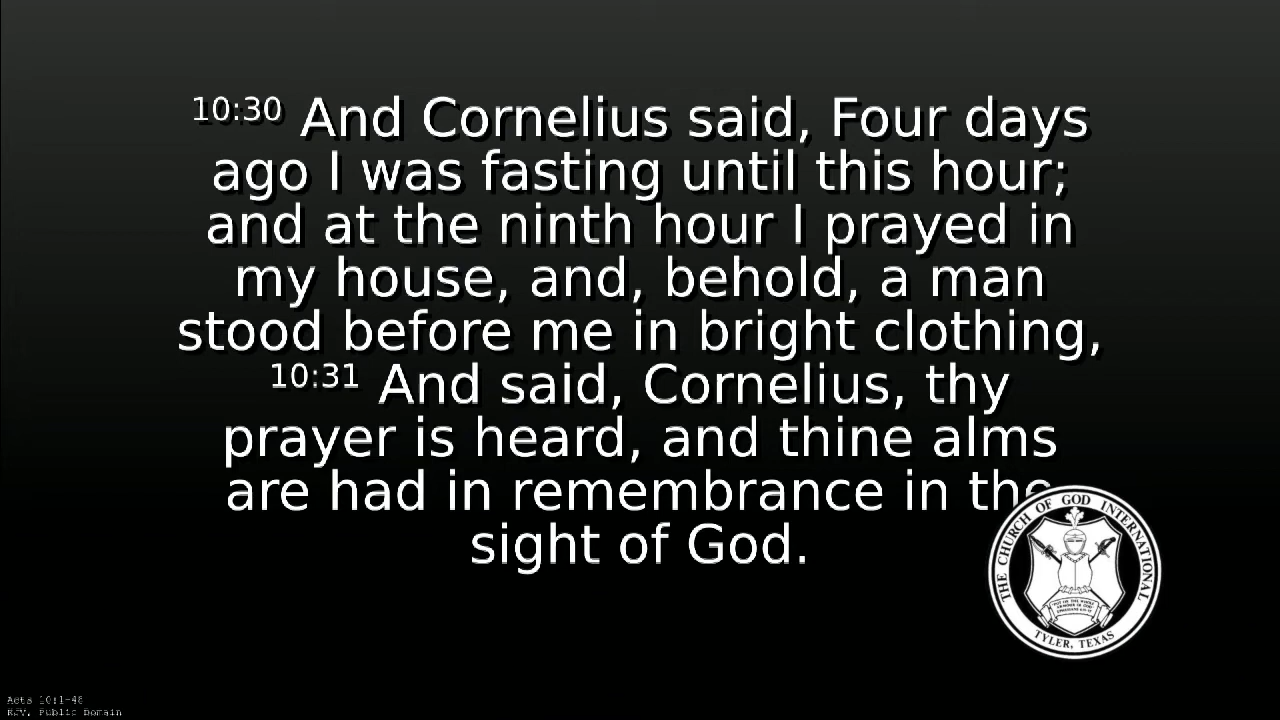 10:30 And Cornelius said, Four days
ago I was fasting until this hour;
and at the ninth hour I prayed in
my house, and, behold, a man
stood before me in bright clothing,
10:31 And said, Cornelius, thy
prayer is heard, and thine alms
are had in remembrance in the
sight of God.
THE CHURCH OF GOD INTERNATIONAL
TYLER, TEXAS
Acts 10:1-48
KJV, Public Domain